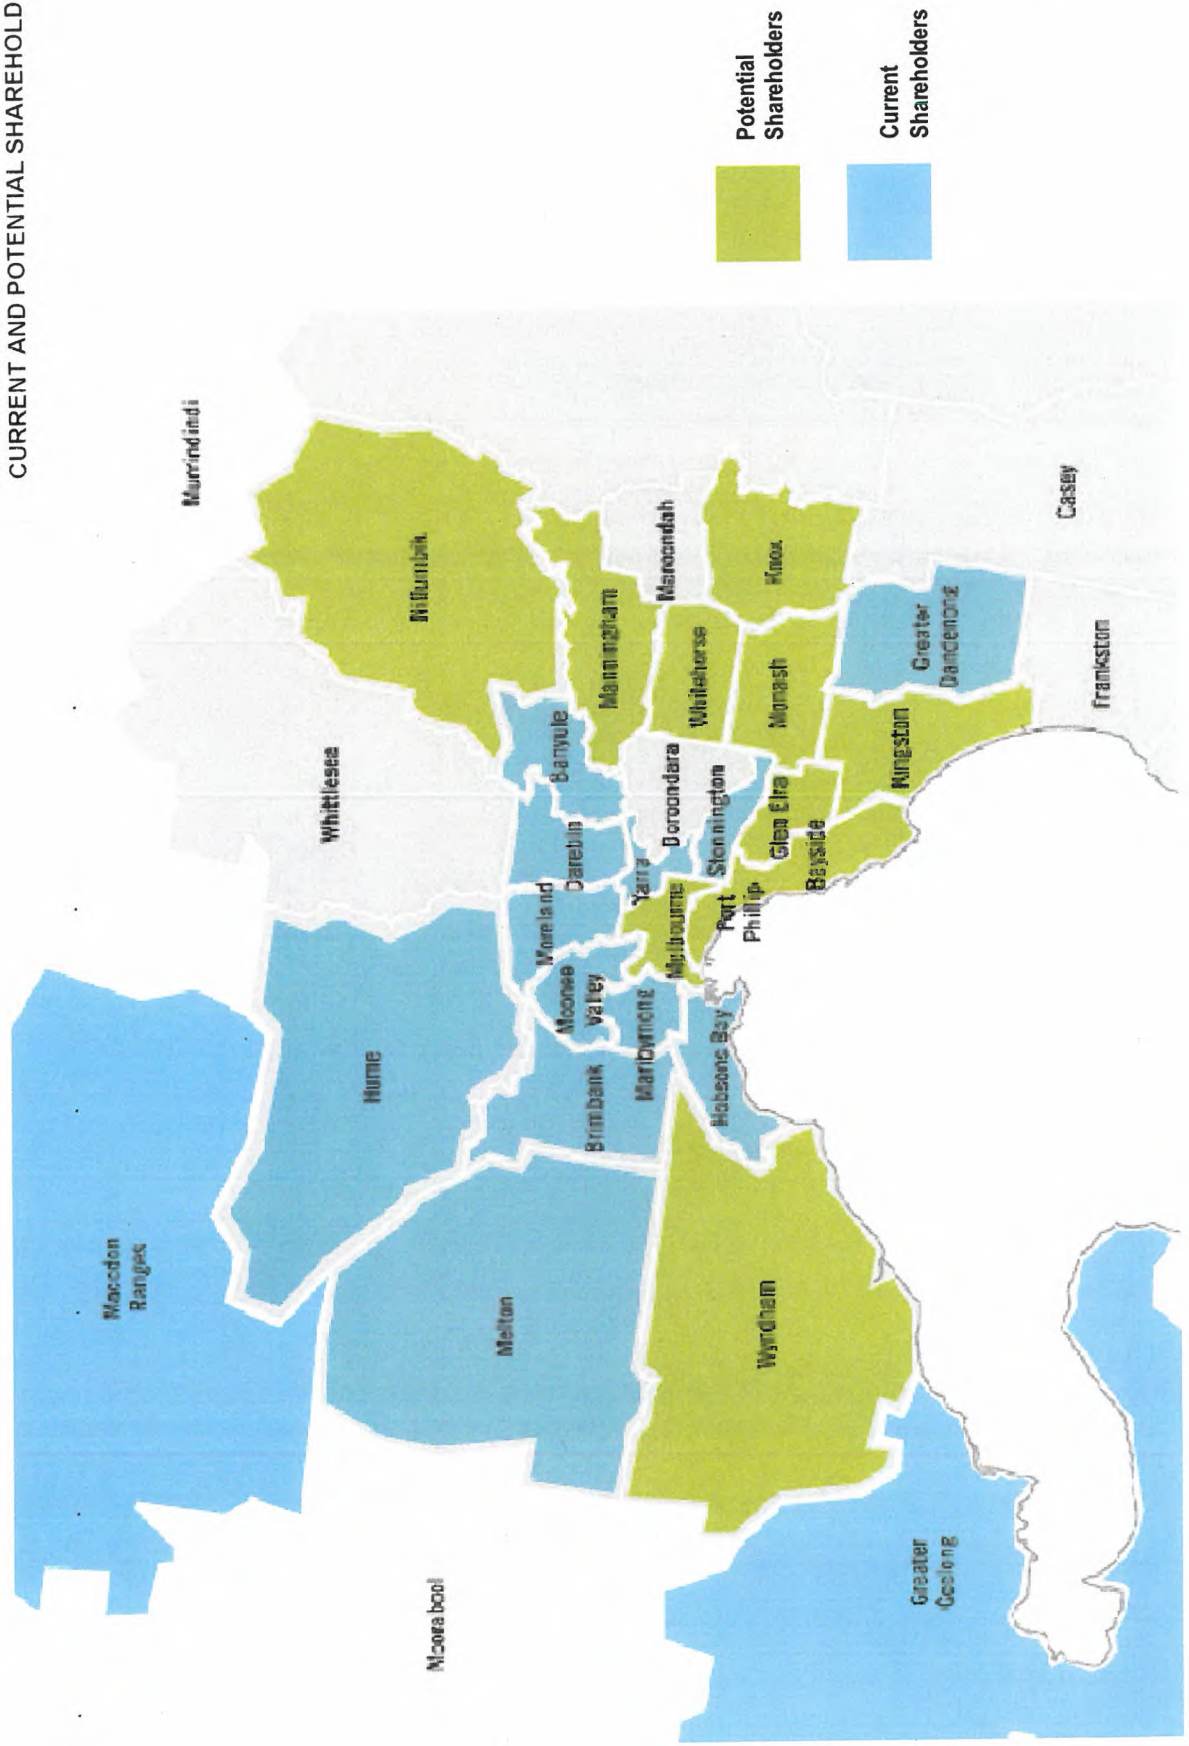 CURRENT AND POTENTIAL SHAREHOLD
Murrindindi
Macedon
Ranges
Whittlesea
Nillumbik
Hume
Moorabool
Melton
Moreland
Darebin
Banyule
Moonee
Valley
Brimbank
Manningham
Yarra
Maribyrnong
Melbourne
Boroondara
Maroondah
Whitehorse
Stonnington
Hobsons Bay
Port
Phillip
Glen Eira
Monash
Knox
Wyndham
Bayside
Kingston
Greater
Dandenong
Greater
Geelong
Casey
Frankston
Potential
Shareholders
Current
Shareholders